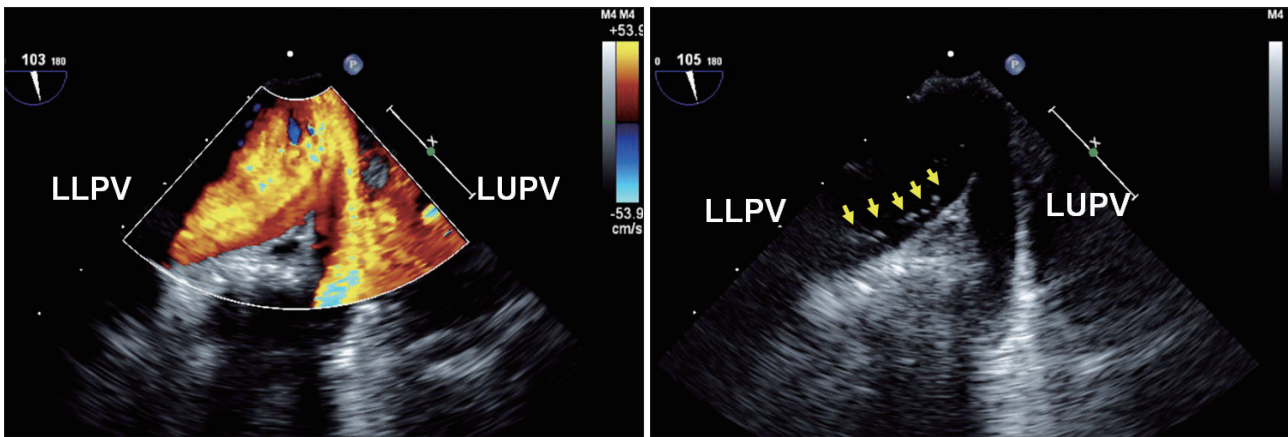 M4 M4
+53.9
103 180
P
LLPV
LUPV
-53.9
cm/s
M4
0 105 180
P
LLPV
LUPV